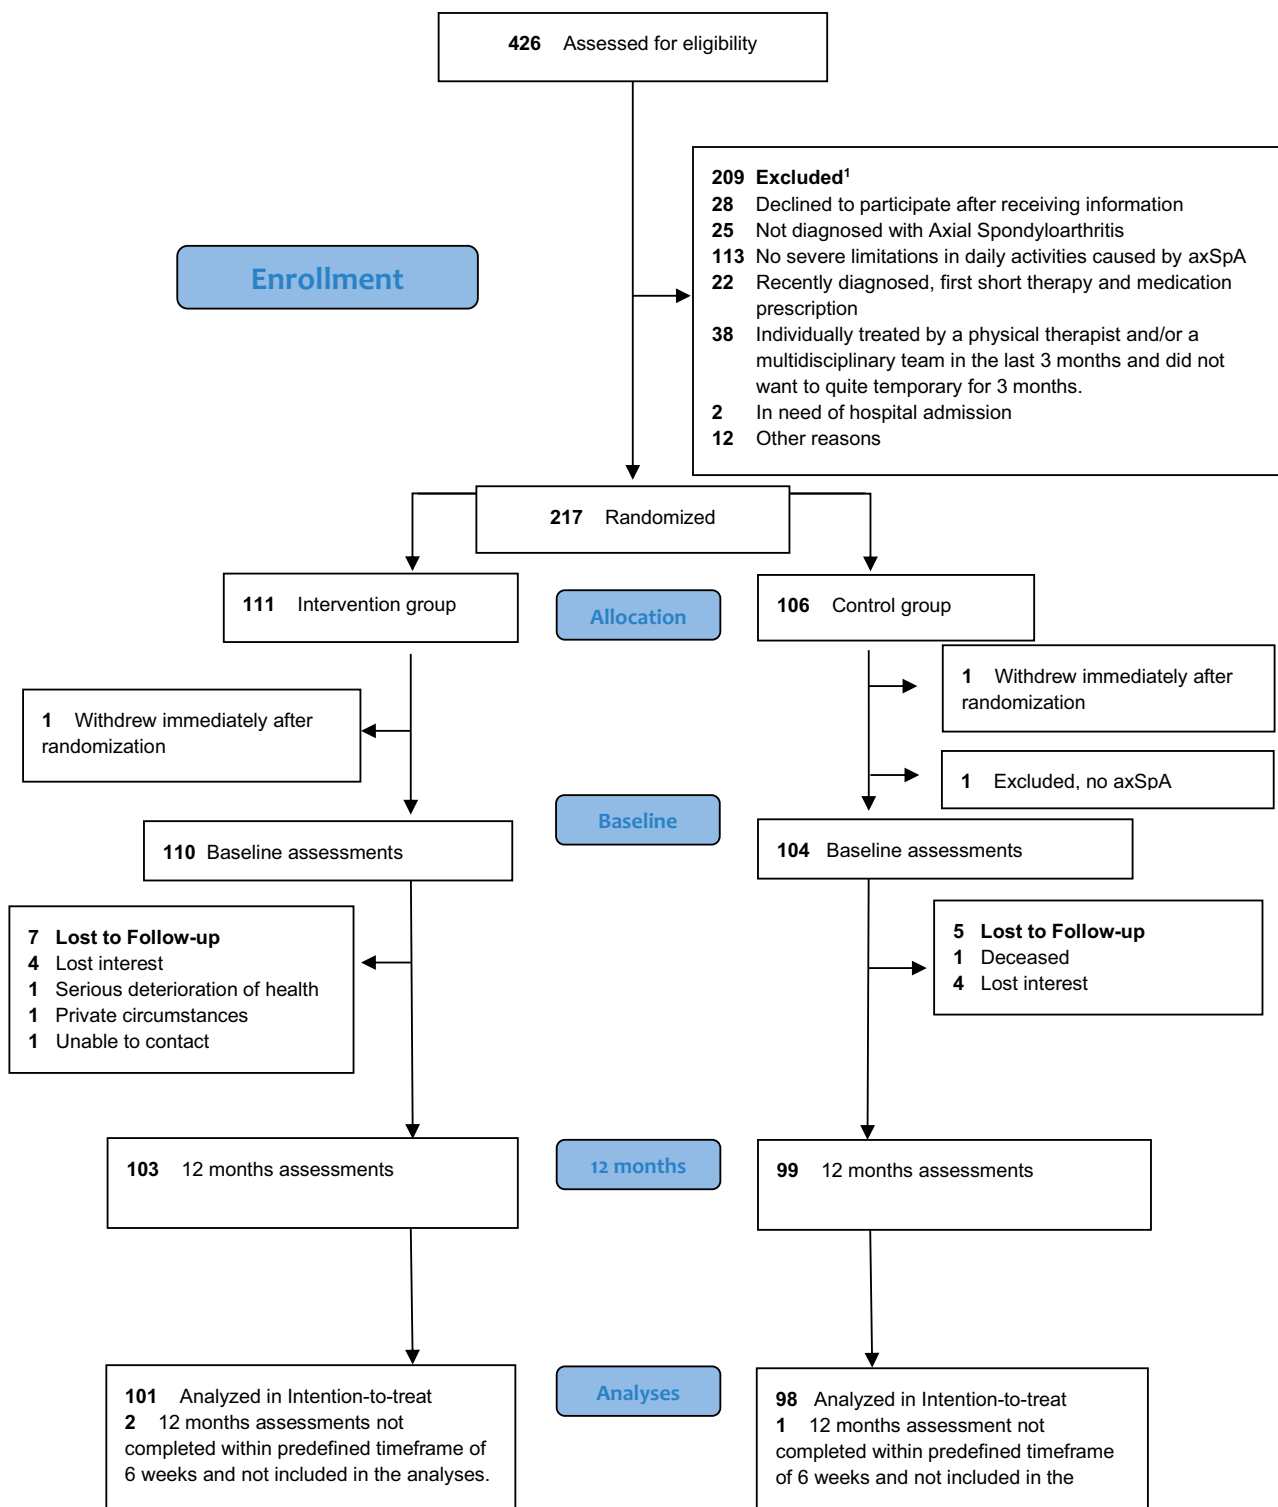 426 Assessed for eligibility
209 Excluded¹
28 Declined to participate after receiving information
25 Not diagnosed with Axial Spondyloarthritis
113 No severe limitations in daily activities caused by axSpA
22 Recently diagnosed, first short therapy and medication
prescription
38 Individually treated by a physical therapist and/or a
multidisciplinary team in the last 3 months and did not
want to quite temporary for 3 months.
2 In need of hospital admission
12 Other reasons
Enrollment
217 Randomized
111 Intervention group
Allocation
106 Control group
1 Withdrew immediately after
randomization
1 Withdrew immediately after
randomization
1 Excluded, no axSpA
Baseline
110 Baseline assessments
104 Baseline assessments
7 Lost to Follow-up
4 Lost interest
1 Serious deterioration of health
1 Private circumstances
1 Unable to contact
5 Lost to Follow-up
1 Deceased
4 Lost interest
103 12 months assessments
12 months
99 12 months assessments
101 Analyzed in Intention-to-treat
2 12 months assessments not
completed within predefined timeframe of
6 weeks and not included in the analyses.
Analyses
98 Analyzed in Intention-to-treat
1 12 months assessment not
completed within predefined timeframe
of 6 weeks and not included in the